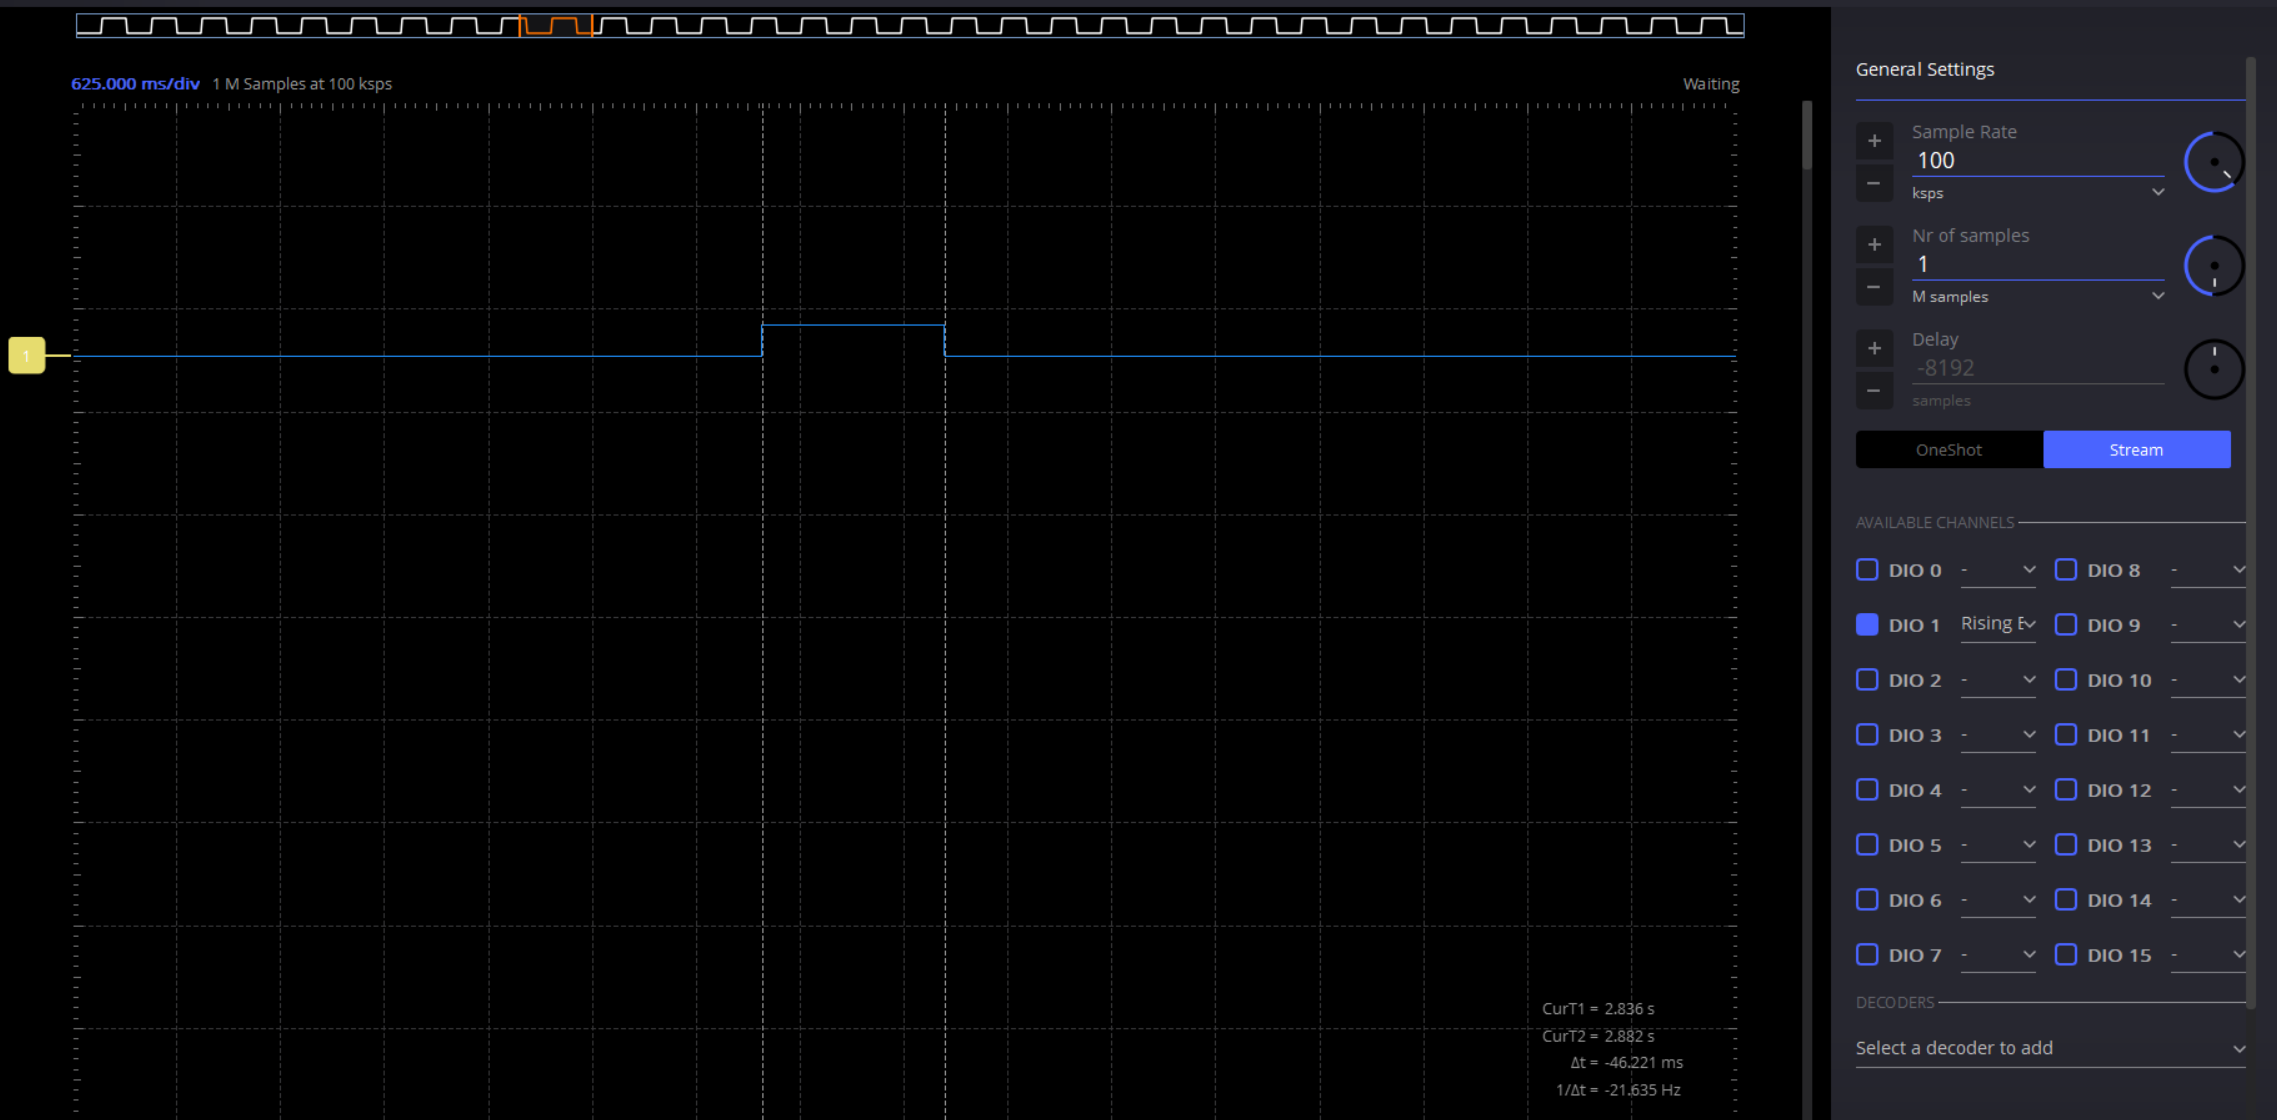 625.000 ms/div 1 M Samples at 100 ksps Waiting
1
CurT1 = 2.836 s
CurT2 = 2.882 s
Δt = -46.221 ms
1/Δt = -21.635 Hz
General Settings
+ Sample Rate
100
− ksps
+ Nr of samples
1
− M samples
+ Delay
-8192
− samples
OneShot Stream
AVAILABLE CHANNELS
DIO 0 - DIO 8 -
DIO 1 Rising E DIO 9 -
DIO 2 - DIO 10 -
DIO 3 - DIO 11 -
DIO 4 - DIO 12 -
DIO 5 - DIO 13 -
DIO 6 - DIO 14 -
DIO 7 - DIO 15 -
DECODERS
Select a decoder to add